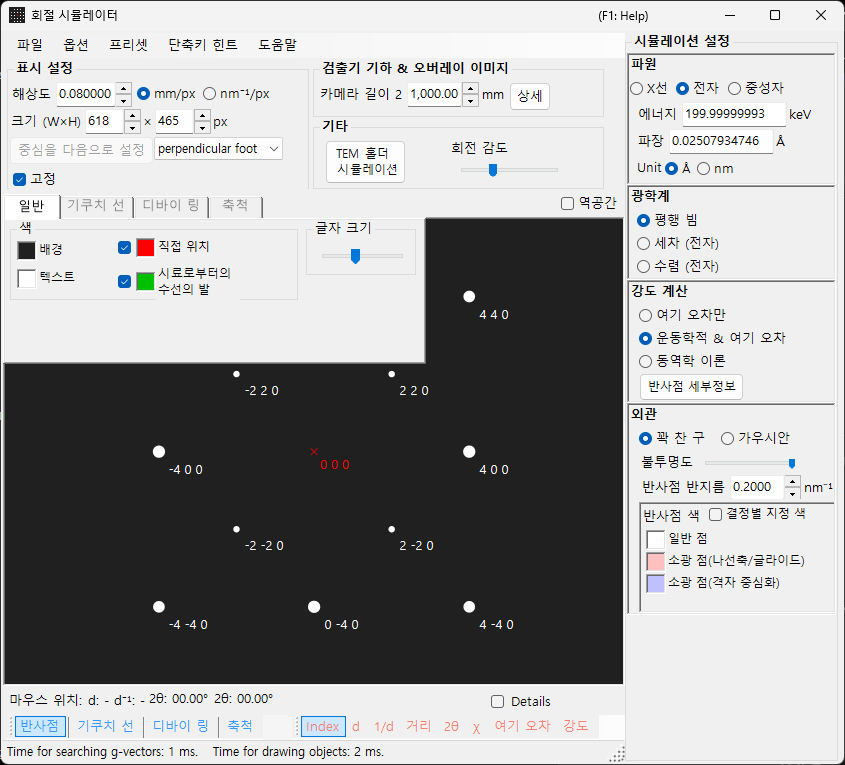 회절 시뮬레이터
(F1: Help)
파일 옵션 프리셋 단축키 힌트 도움말
표시 설정
해상도 0.080000 mm/px nm⁻¹/px
크기 (W×H) 618 × 465 px
중심을 다음으로 설정 perpendicular foot
고정
검출기 기하 & 오버레이 이미지
카메라 길이 2 1,000.00 mm 상세
기타
TEM 홀더
시뮬레이션
회전 감도
일반 기쿠치 선 디바이 링 축척
역공간
색
배경
텍스트
직접 위치
시료로부터의
수선의 발
글자 크기
4 4 0
-2 2 0
2 2 0
-4 0 0
0 0 0
4 0 0
-2 -2 0
2 -2 0
-4 -4 0
0 -4 0
4 -4 0
마우스 위치: d: - d⁻¹: - 2θ: 00.00° 2θ: 00.00°
Details
반사점 기쿠치 선 디바이 링 축척
Index d 1/d 거리 2θ χ 여기 오차 강도
Time for searching g-vectors: 1 ms. Time for drawing objects: 2 ms.
시뮬레이션 설정
파원
X선 전자 중성자
에너지 199.99999993 keV
파장 0.02507934746 Å
Unit Å nm
광학계
평행 빔
세차 (전자)
수렴 (전자)
강도 계산
여기 오차만
운동학적 & 여기 오차
동역학 이론
반사점 세부정보
외관
꽉 찬 구 가우시안
불투명도
반사점 반지름 0.2000 nm⁻¹
반사점 색 결정별 지정 색
일반 점
소광 점(나선축/글라이드)
소광 점(격자 중심화)